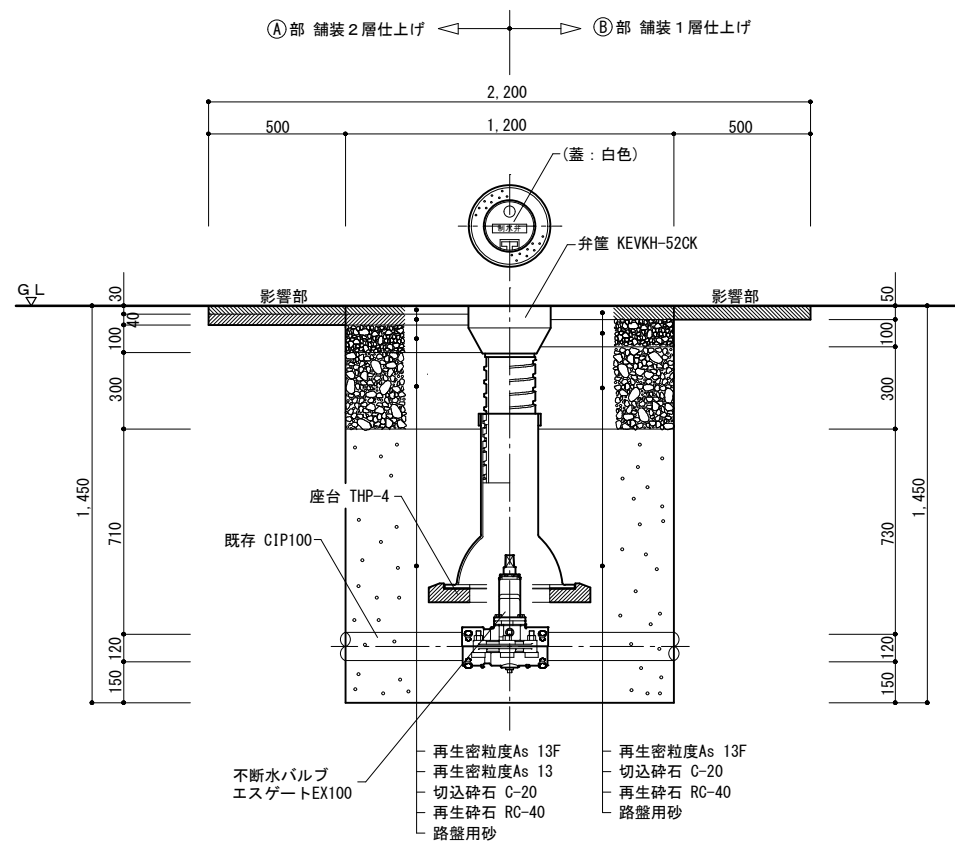 Ⓐ部 舗装２層仕上げ
Ⓑ部 舗装１層仕上げ
2,200
500
1,200
500
(蓋：白色)
制水弁
弁筐 KEVKH-52CK
GL
影響部
影響部
30
40
100
300
710
120
150
1,450
50
100
300
730
120
150
1,450
座台 THP-4
既存 CIP100
不断水バルブ
エスゲートEX100
再生密粒度As 13F
再生密粒度As 13
切込砕石 C-20
再生砕石 RC-40
路盤用砂
再生密粒度As 13F
切込砕石 C-20
再生砕石 RC-40
路盤用砂